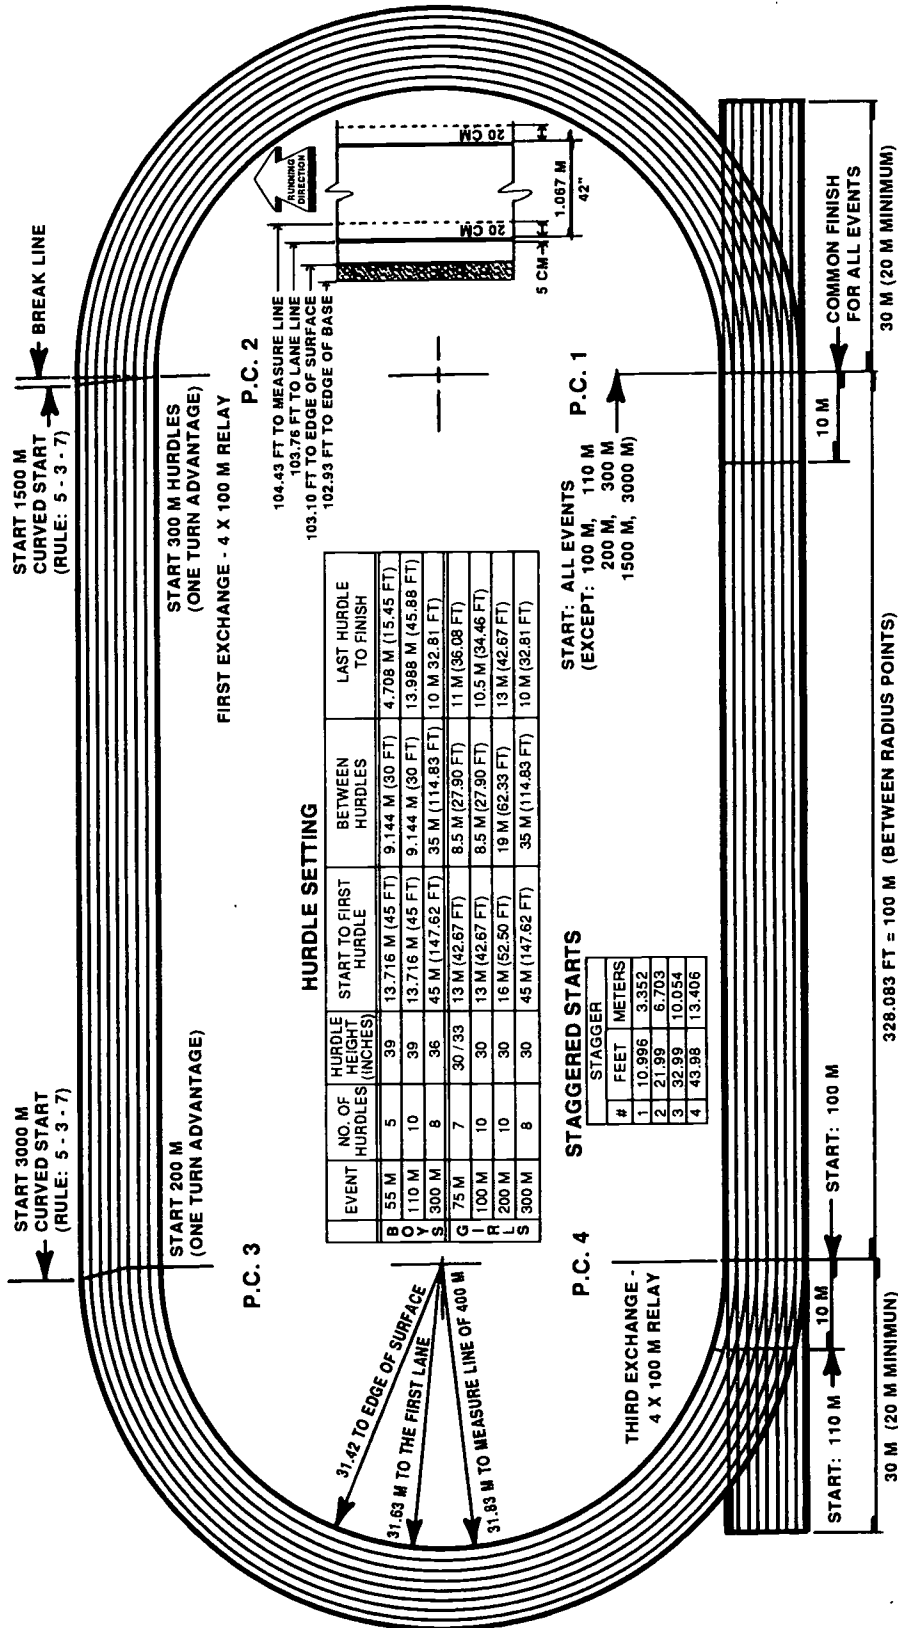 START 3000 M
CURVED START
(RULE: 5 - 3 - 7)
START 1500 M
CURVED START
(RULE: 5 - 3 - 7)
BREAK LINE
START 200 M
(ONE TURN ADVANTAGE)
START 300 M HURDLES
(ONE TURN ADVANTAGE)
FIRST EXCHANGE - 4 X 100 M RELAY
P.C. 3
P.C. 2
RUNNING
DIRECTION
104.43 FT TO MEASURE LINE
103.76 FT TO LANE LINE
103.10 FT TO EDGE OF SURFACE
102.93 FT TO EDGE OF BASE
20 CM
20 CM
5 CM
1.067 M
42"
HURDLE SETTING
EVENT NO. OF HURDLES HURDLE HEIGHT (INCHES) START TO FIRST HURDLE BETWEEN HURDLES LAST HURDLE TO FINISH
BOYS
55 M 5 39 13.716 M (45 FT) 9.144 M (30 FT) 4.708 M (15.45 FT)
110 M 10 39 13.716 M (45 FT) 9.144 M (30 FT) 13.988 M (45.88 FT)
300 M 8 36 45 M (147.62 FT) 35 M (114.83 FT) 10 M 32.81 FT)
GIRLS
75 M 7 30 / 33 13 M (42.67 FT) 8.5 M (27.90 FT) 11 M (36.08 FT)
100 M 10 30 13 M (42.67 FT) 8.5 M (27.90 FT) 10.5 M (34.46 FT)
200 M 10 30 16 M (52.50 FT) 19 M (62.33 FT) 13 M (42.67 FT)
300 M 8 30 45 M (147.62 FT) 35 M (114.83 FT) 10 M (32.81 FT)
31.42 TO EDGE OF SURFACE
31.63 M TO THE FIRST LANE
31.83 M TO MEASURE LINE OF 400 M
STAGGERED STARTS
STAGGER
# FEET METERS
1 10.996 3.352
2 21.99 6.703
3 32.99 10.054
4 43.98 13.406
P.C. 4
P.C. 1
THIRD EXCHANGE -
4 X 100 M RELAY
START: ALL EVENTS
(EXCEPT: 100 M, 110 M
200 M, 300 M
1500 M, 3000 M)
START: 110 M
10 M
START: 100 M
10 M
COMMON FINISH
FOR ALL EVENTS
30 M (20 M MINIMUN)
328.083 FT = 100 M (BETWEEN RADIUS POINTS)
30 M (20 M MINIMUM)